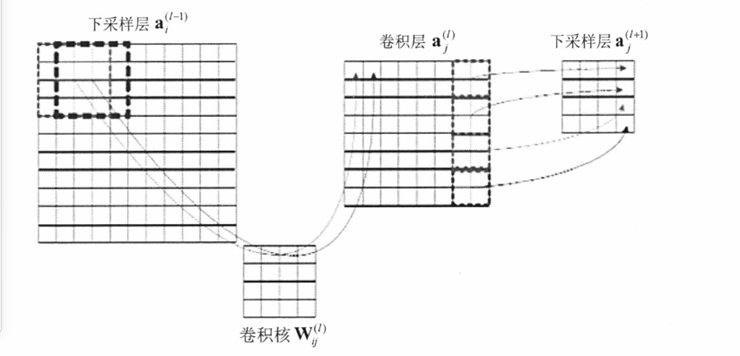 下采样层 a_i^(l−1)
卷积层 a_j^(l)
下采样层 a_j^(l+1)
卷积核 W_ij^(l)